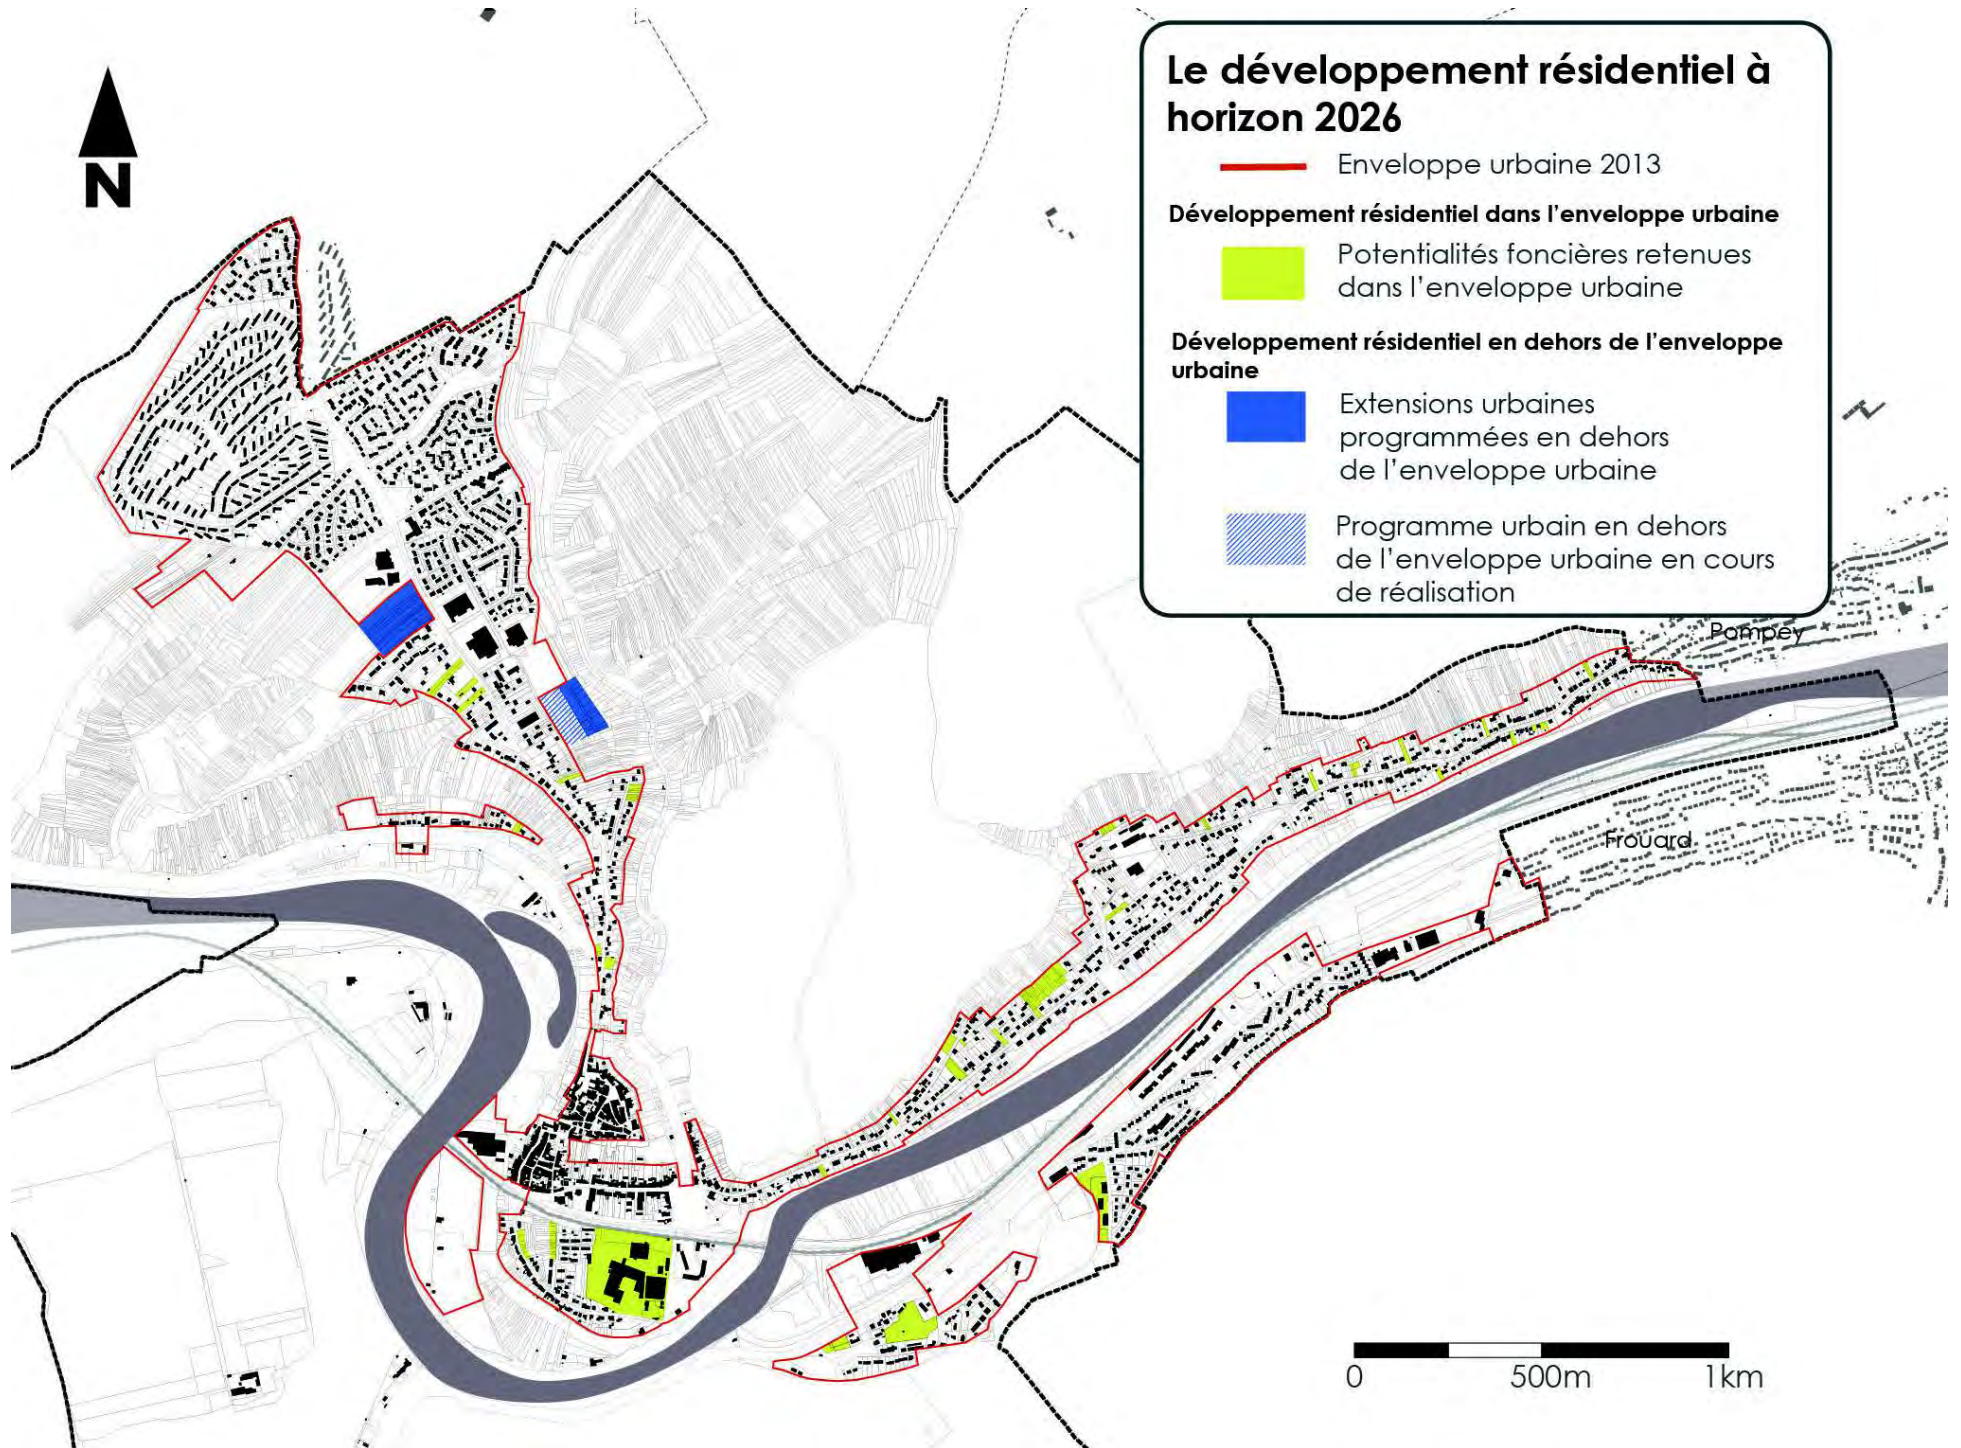 N
Le développement résidentiel à
horizon 2026
Enveloppe urbaine 2013
Développement résidentiel dans l'enveloppe urbaine
Potentialités foncières retenues
dans l'enveloppe urbaine
Développement résidentiel en dehors de l'enveloppe
urbaine
Extensions urbaines
programmées en dehors
de l'enveloppe urbaine
Programme urbain en dehors
de l'enveloppe urbaine en cours
de réalisation
Pompey
Frouard
0 500m 1km